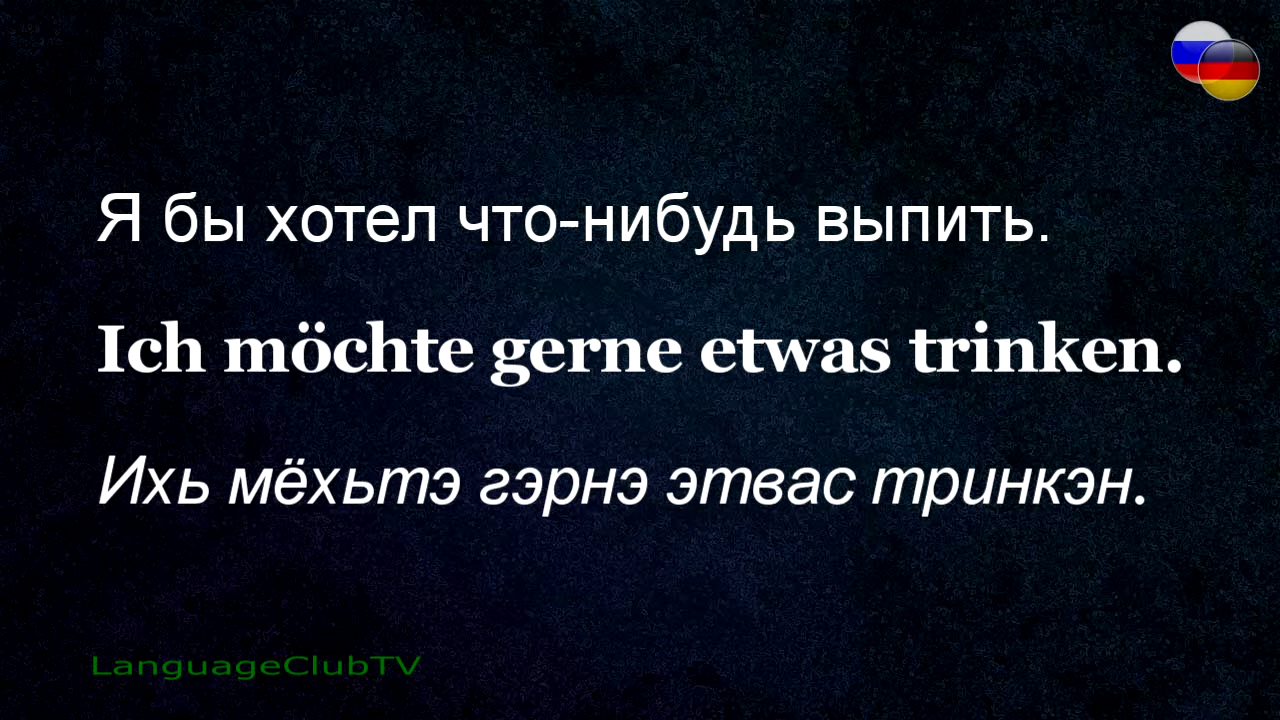 Я бы хотел что-нибудь выпить.
Ich möchte gerne etwas trinken.
Ихь мёхьтэ гэрнэ этвас тринкэн.
LanguageClubTV